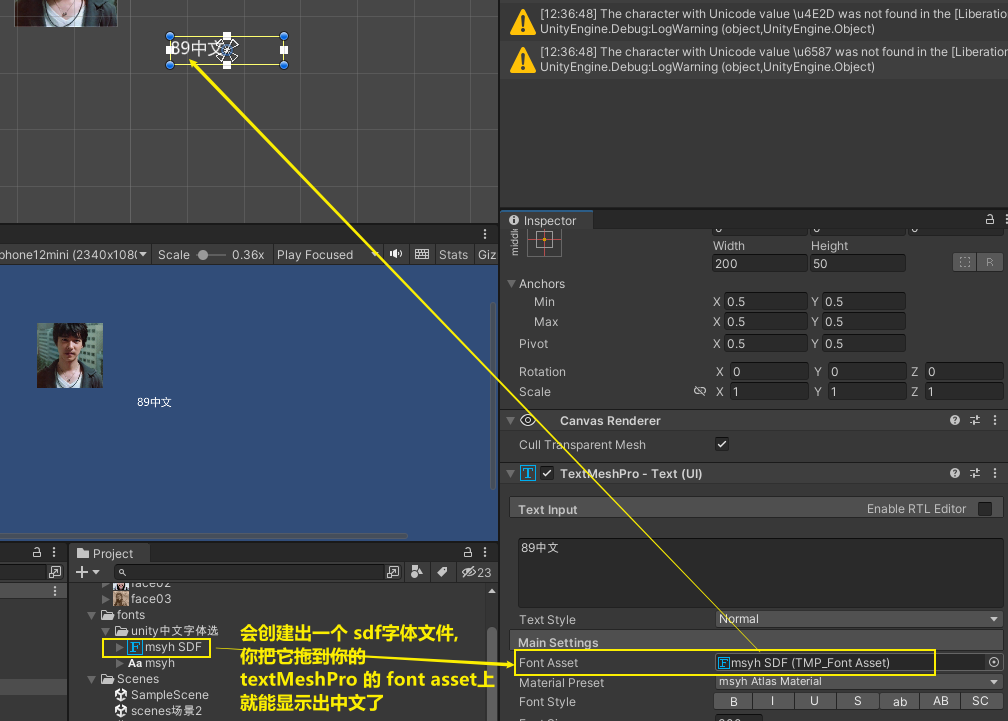 [12:36:48] The character with Unicode value \u4E2D was not found in the [Liberatio
UnityEngine.Debug:LogWarning (object,UnityEngine.Object)
[12:36:48] The character with Unicode value \u6587 was not found in the [Liberatio
UnityEngine.Debug:LogWarning (object,UnityEngine.Object)
89中文
Inspector
middle
Width Height
200 50
Anchors
Min X 0.5 Y 0.5
Max X 0.5 Y 0.5
Pivot X 0.5 Y 0.5
Rotation X 0 Y 0 Z 0
Scale X 1 Y 1 Z 1
Canvas Renderer
Cull Transparent Mesh
TextMeshPro - Text (UI)
Text Input Enable RTL Editor
89中文
Text Style Normal
Main Settings
Font Asset msyh SDF (TMP_Font Asset)
Material Preset msyh Atlas Material
Font Style B I U S ab AB SC
phone12mini (2340x108( Scale 0.36x Play Focused Stats Giz
89中文
Project
23
face02
face03
fonts
unity中文字体选
msyh SDF
Aa msyh
Scenes
SampleScene
scenes场景2
会创建出一个 sdf字体文件,
你把它拖到你的
textMeshPro 的 font asset上
就能显示出中文了